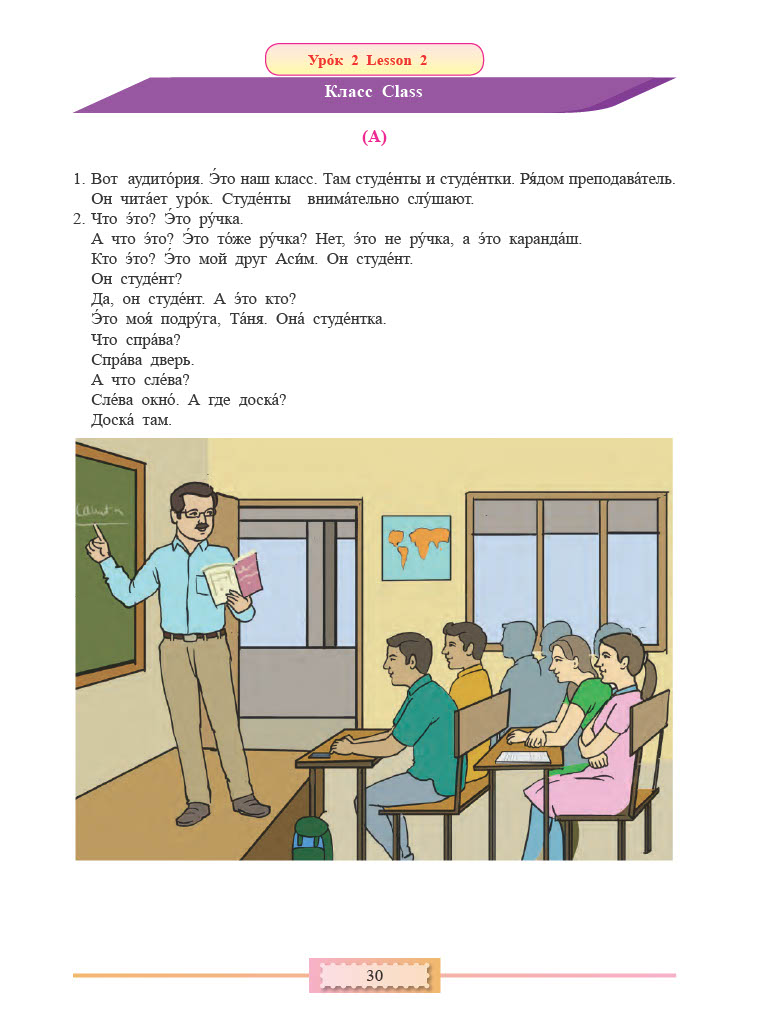 Уро́к 2 Lesson 2
Класс Class
(А)
1. Вот аудито́рия. Э́то наш класс. Там студе́нты и студе́нтки. Ря́дом преподава́тель.
Он чита́ет уро́к. Студе́нты внима́тельно слу́шают.
2. Что э́то? Э́то ру́чка.
А что э́то? Э́то то́же ру́чка? Нет, э́то не ру́чка, а э́то каранда́ш.
Кто э́то? Э́то мой друг Аси́м. Он студе́нт.
Он студе́нт?
Да, он студе́нт. А э́то кто?
Э́то моя́ подру́га, Та́ня. Она́ студе́нтка.
Что спра́ва?
Спра́ва дверь.
А что сле́ва?
Сле́ва окно́. А где доска́?
Доска́ там.
30